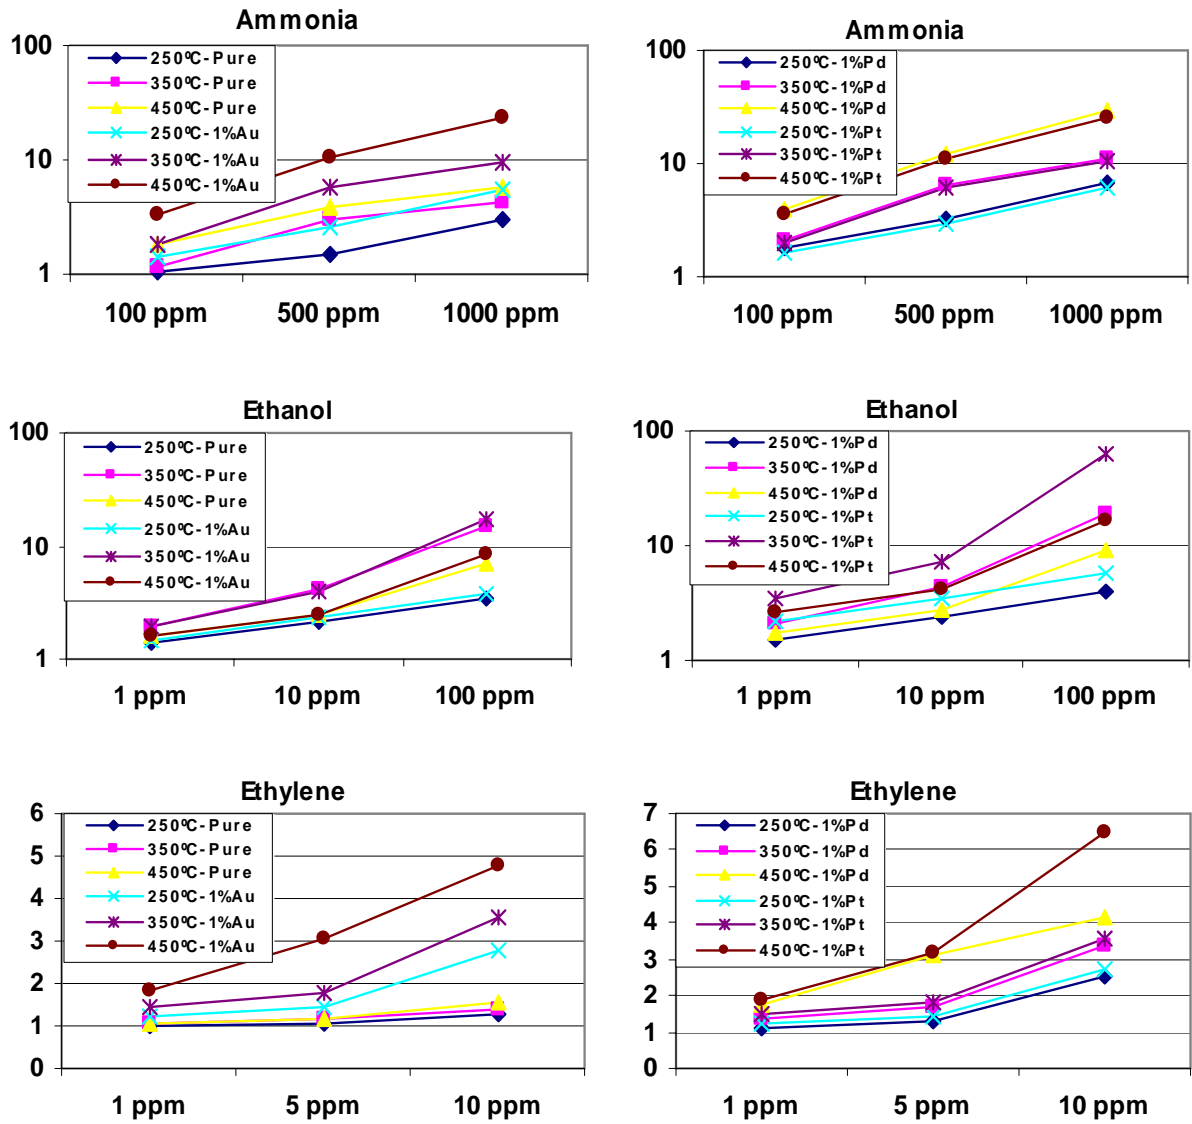 Ammonia
100
10
1
250ºC-Pure
350ºC-Pure
450ºC-Pure
250ºC-1%Au
350ºC-1%Au
450ºC-1%Au
100 ppm 500 ppm 1000 ppm
Ammonia
100
10
1
250ºC-1%Pd
350ºC-1%Pd
450ºC-1%Pd
250ºC-1%Pt
350ºC-1%Pt
450ºC-1%Pt
100 ppm 500 ppm 1000 ppm
Ethanol
100
10
1
250ºC-Pure
350ºC-Pure
450ºC-Pure
250ºC-1%Au
350ºC-1%Au
450ºC-1%Au
1 ppm 10 ppm 100 ppm
Ethanol
100
10
1
250ºC-1%Pd
350ºC-1%Pd
450ºC-1%Pd
250ºC-1%Pt
350ºC-1%Pt
450ºC-1%Pt
1 ppm 10 ppm 100 ppm
Ethylene
6
5
4
3
2
1
0
250ºC-Pure
350ºC-Pure
450ºC-Pure
250ºC-1%Au
350ºC-1%Au
450ºC-1%Au
1 ppm 5 ppm 10 ppm
Ethylene
7
6
5
4
3
2
1
0
250ºC-1%Pd
350ºC-1%Pd
450ºC-1%Pd
250ºC-1%Pt
350ºC-1%Pt
450ºC-1%Pt
1 ppm 5 ppm 10 ppm